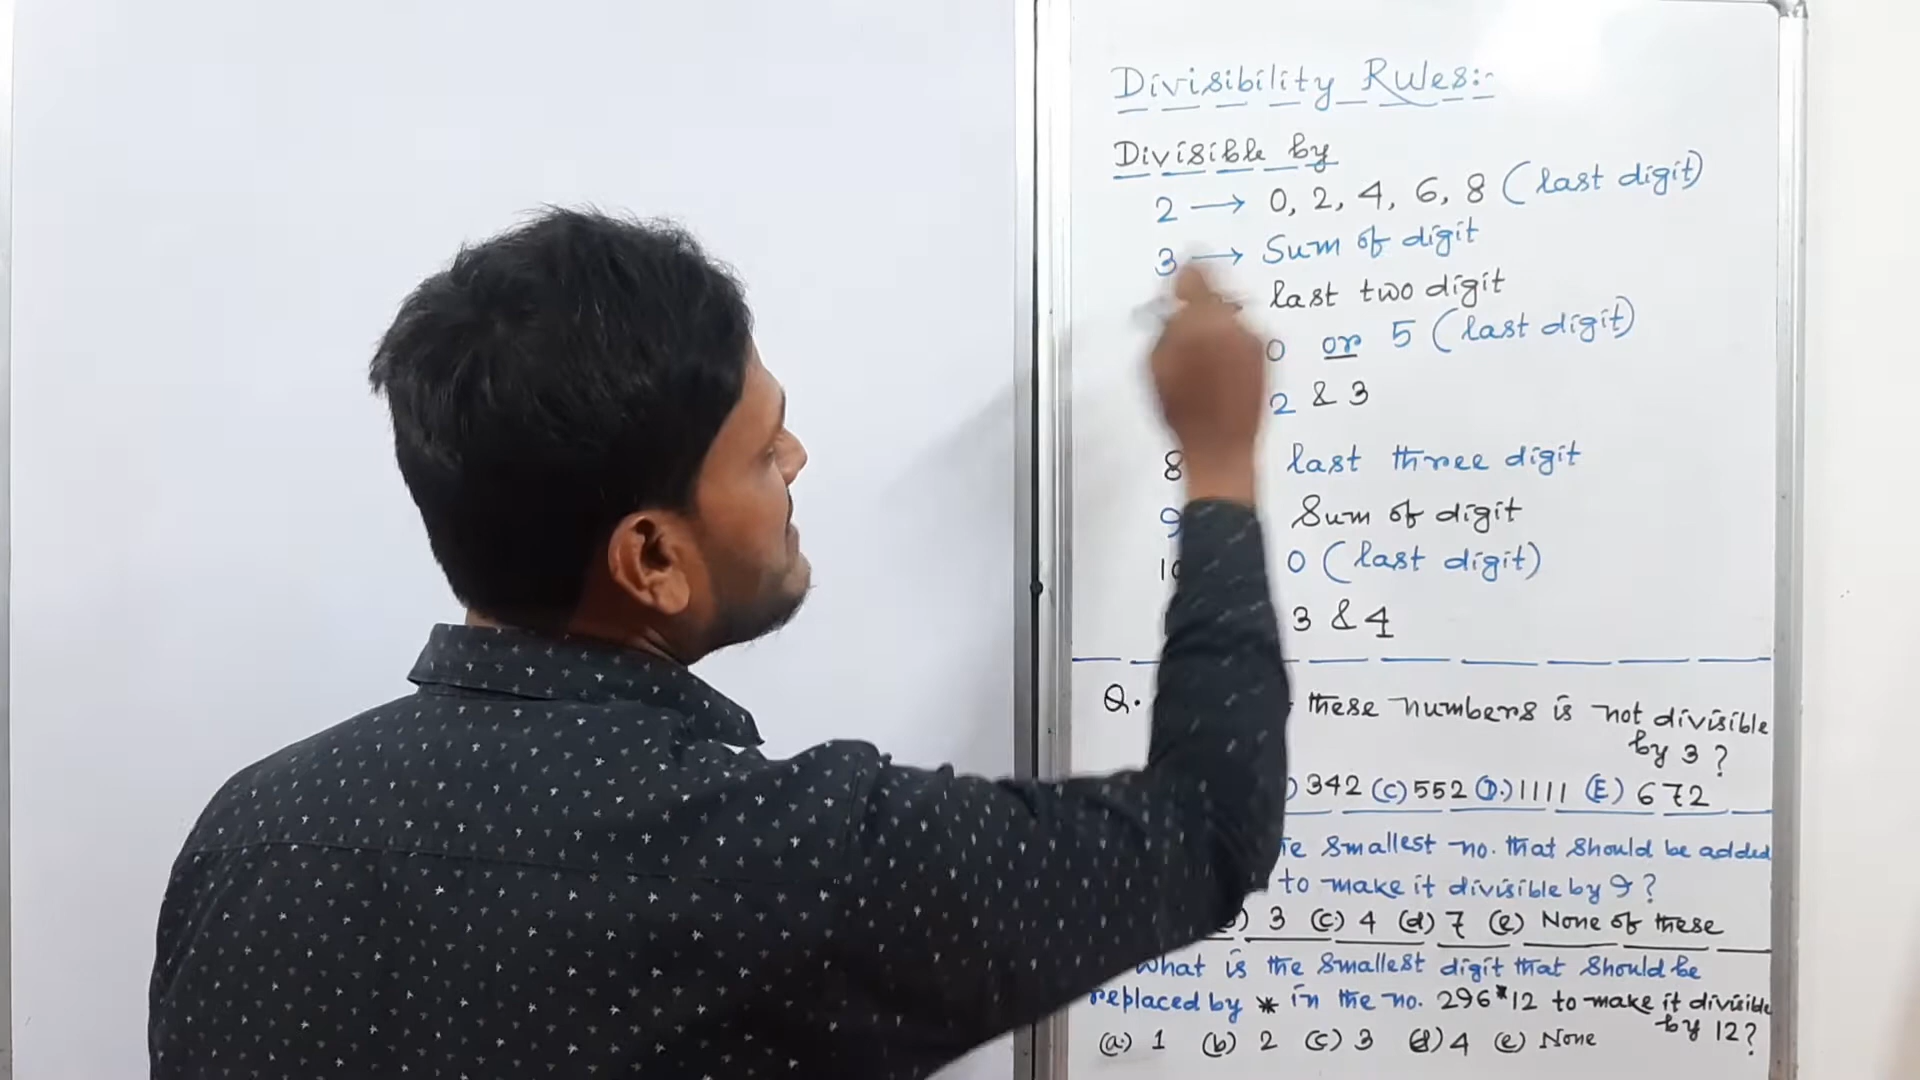 Divisibility Rules:-
Divisible by
2 → 0, 2, 4, 6, 8 (last digit)
3 → Sum of digit
last two digit
0 or 5 (last digit)
2 & 3
8 last three digit
9 Sum of digit
10 0 (last digit)
3 & 4
Q. these numbers is not divisible
by 3 ?
) 342 (c) 552 (D.) 1111 (E) 672
smallest no. that should be added
to make it divisible by 9 ?
) 3 (c) 4 (d) 7 (e) None of these
What is the smallest digit that should be
replaced by * in the no. 296*12 to make it divisible
by 12?
(a.) 1 (b) 2 (c) 3 (d) 4 (e) None